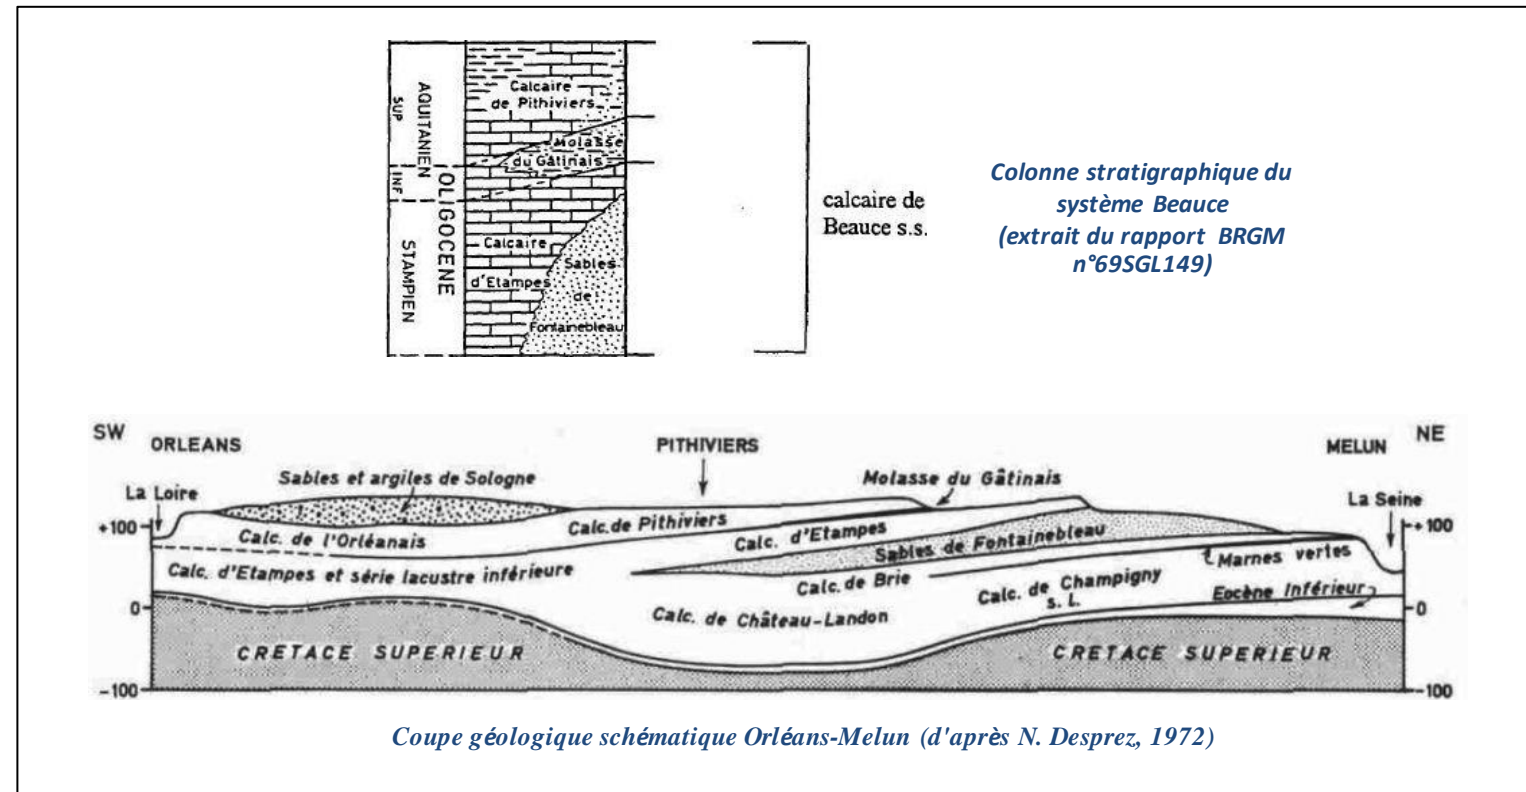 AQUITANIEN
SUP
INF
OLIGOCENE
STAMPIEN
Calcaire
de Pithiviers
Molasse
du Gâtinais
Calcaire
d'Etampes
Sables
de
Fontainebleau
calcaire de
Beauce s.s.
Colonne stratigraphique du
système Beauce
(extrait du rapport BRGM
n°69SGL149)
SW
ORLEANS
PITHIVIERS
MELUN
NE
Sables et argiles de Sologne
Molasse du Gâtinais
La Loire
La Seine
+100
Calc. de l'Orléanais
Calc. de Pithiviers
Calc. d'Etampes
Sables de Fontainebleau
+100
Marnes vertes
Calc. d'Etampes et série lacustre inférieure
Calc. de Brie
Calc. de Champigny
s. l.
Eocène Inférieur
0
Calc. de Château-Landon
0
CRETACE SUPERIEUR
CRETACE SUPERIEUR
-100
-100
Coupe géologique schématique Orléans-Melun (d'après N. Desprez, 1972)